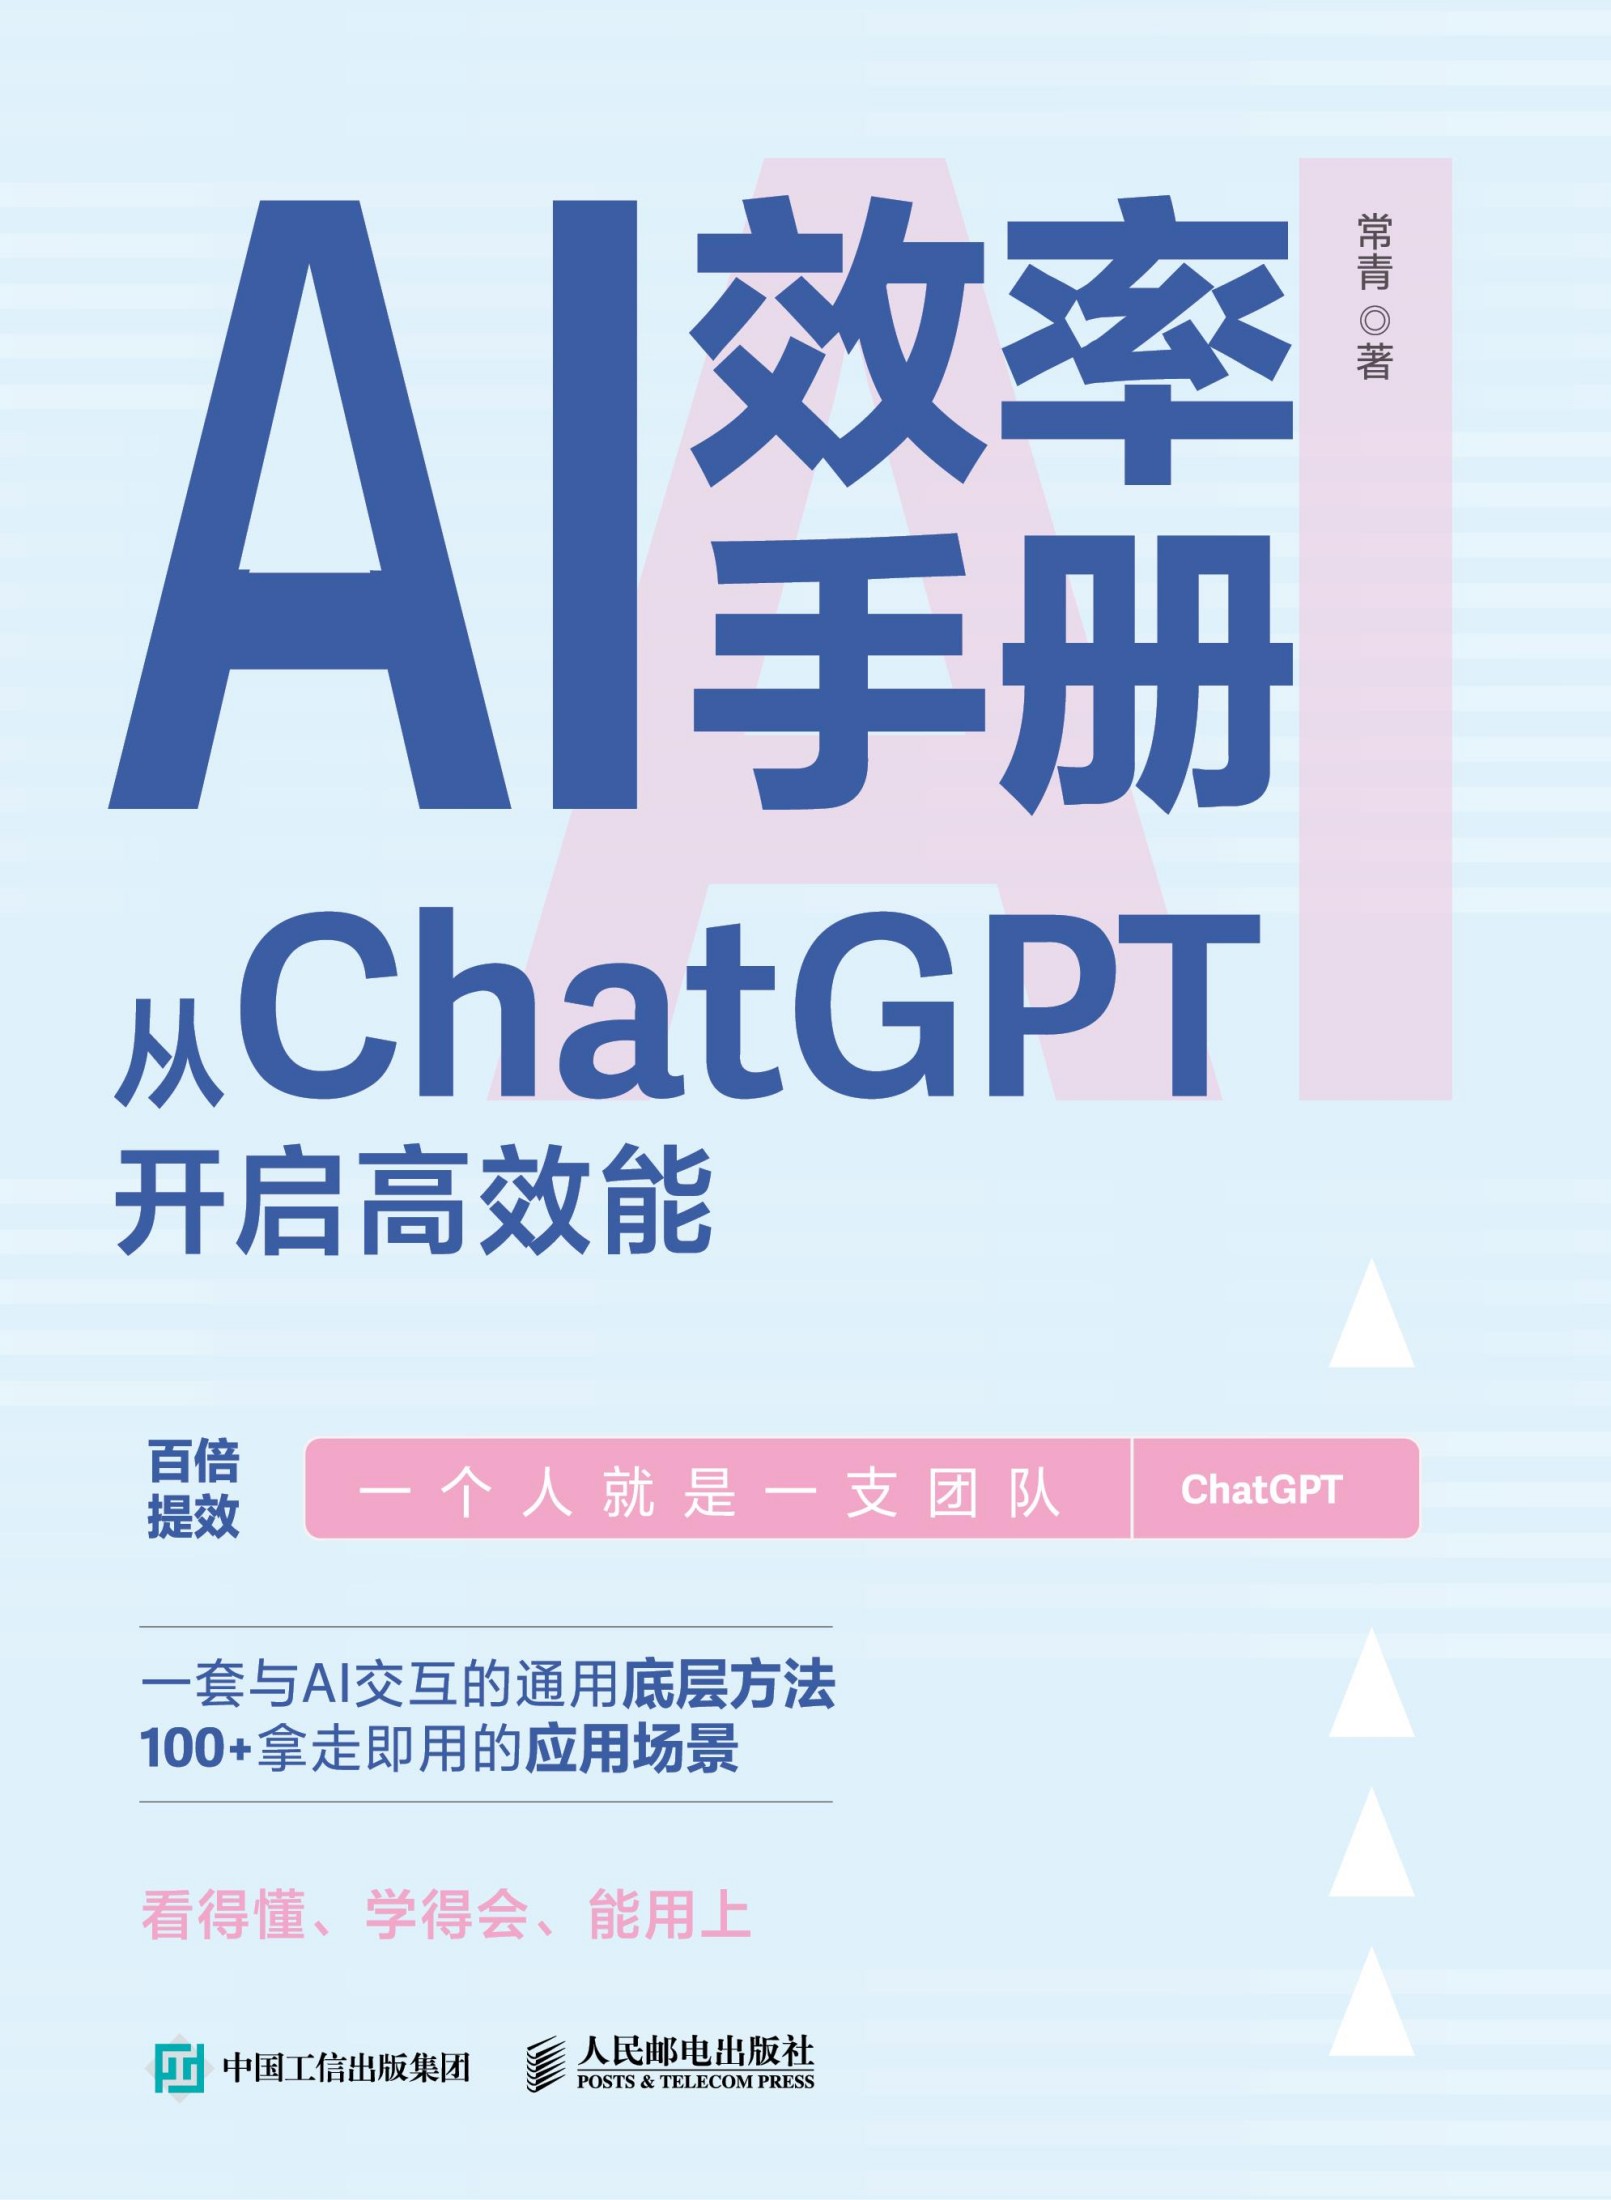 AI效率
手册
常青◎著
从ChatGPT
开启高效能
百倍
提效
一个人就是一支团队
ChatGPT
一套与AI交互的通用底层方法
100+拿走即用的应用场景
看得懂、学得会、能用上
中国工信出版集团
人民邮电出版社
POSTS & TELECOM PRESS